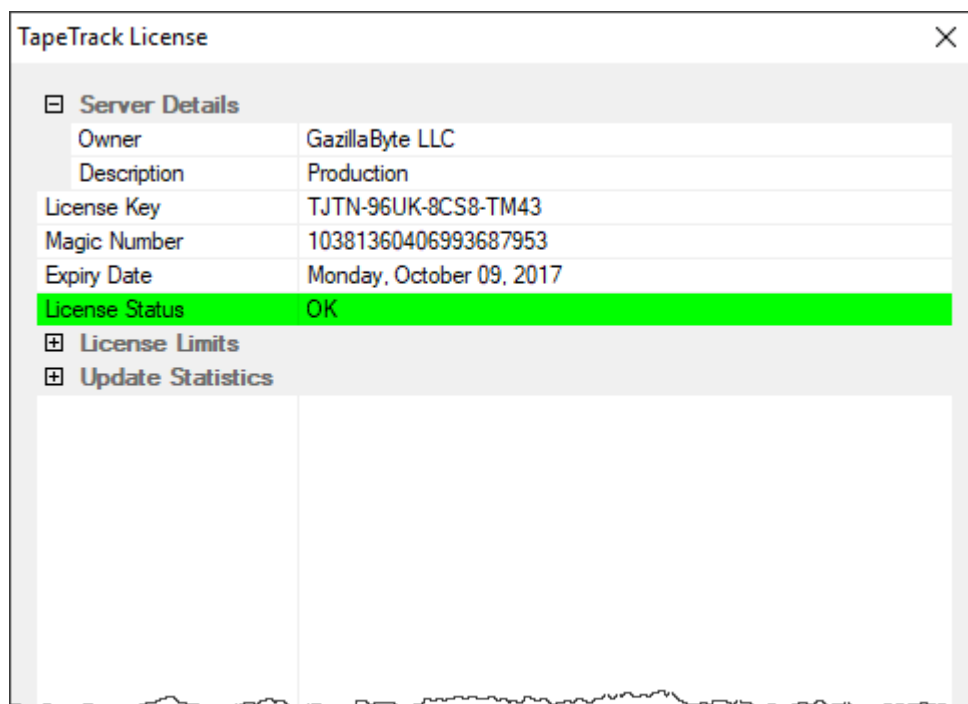 TapeTrack License
Server Details
Owner GazillaByte LLC
Description Production
License Key TJTN-96UK-8CS8-TM43
Magic Number 10381360406993687953
Expiry Date Monday, October 09, 2017
License Status OK
License Limits
Update Statistics